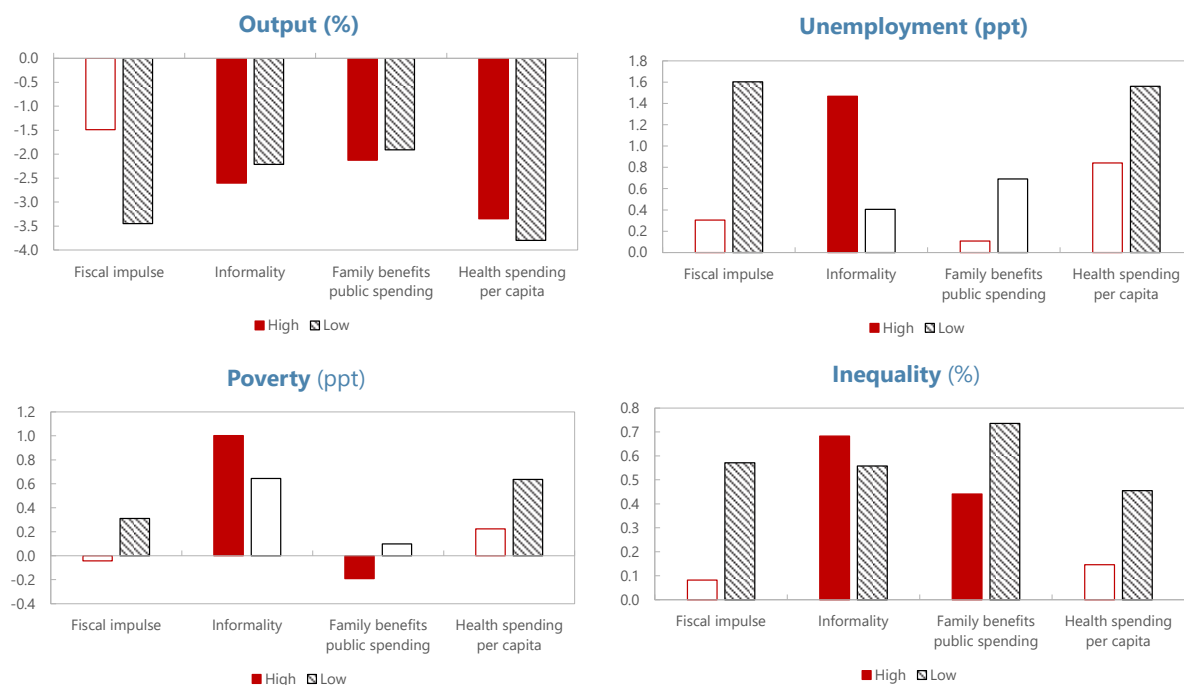 Output (%)
0.0
-0.5
-1.0
-1.5
-2.0
-2.5
-3.0
-3.5
-4.0
Fiscal impulse
Informality
Family benefits
public spending
Health spending
per capita
High
Low
Unemployment (ppt)
1.8
1.6
1.4
1.2
1.0
0.8
0.6
0.4
0.2
0.0
Fiscal impulse
Informality
Family benefits
public spending
Health spending
per capita
High
Low
Poverty (ppt)
1.2
1.0
0.8
0.6
0.4
0.2
0.0
-0.2
-0.4
Fiscal impulse
Informality
Family benefits
public spending
Health spending
per capita
High
Low
Inequality (%)
0.8
0.7
0.6
0.5
0.4
0.3
0.2
0.1
0.0
Fiscal impulse
Informality
Family benefits
public spending
Health spending
per capita
High
Low